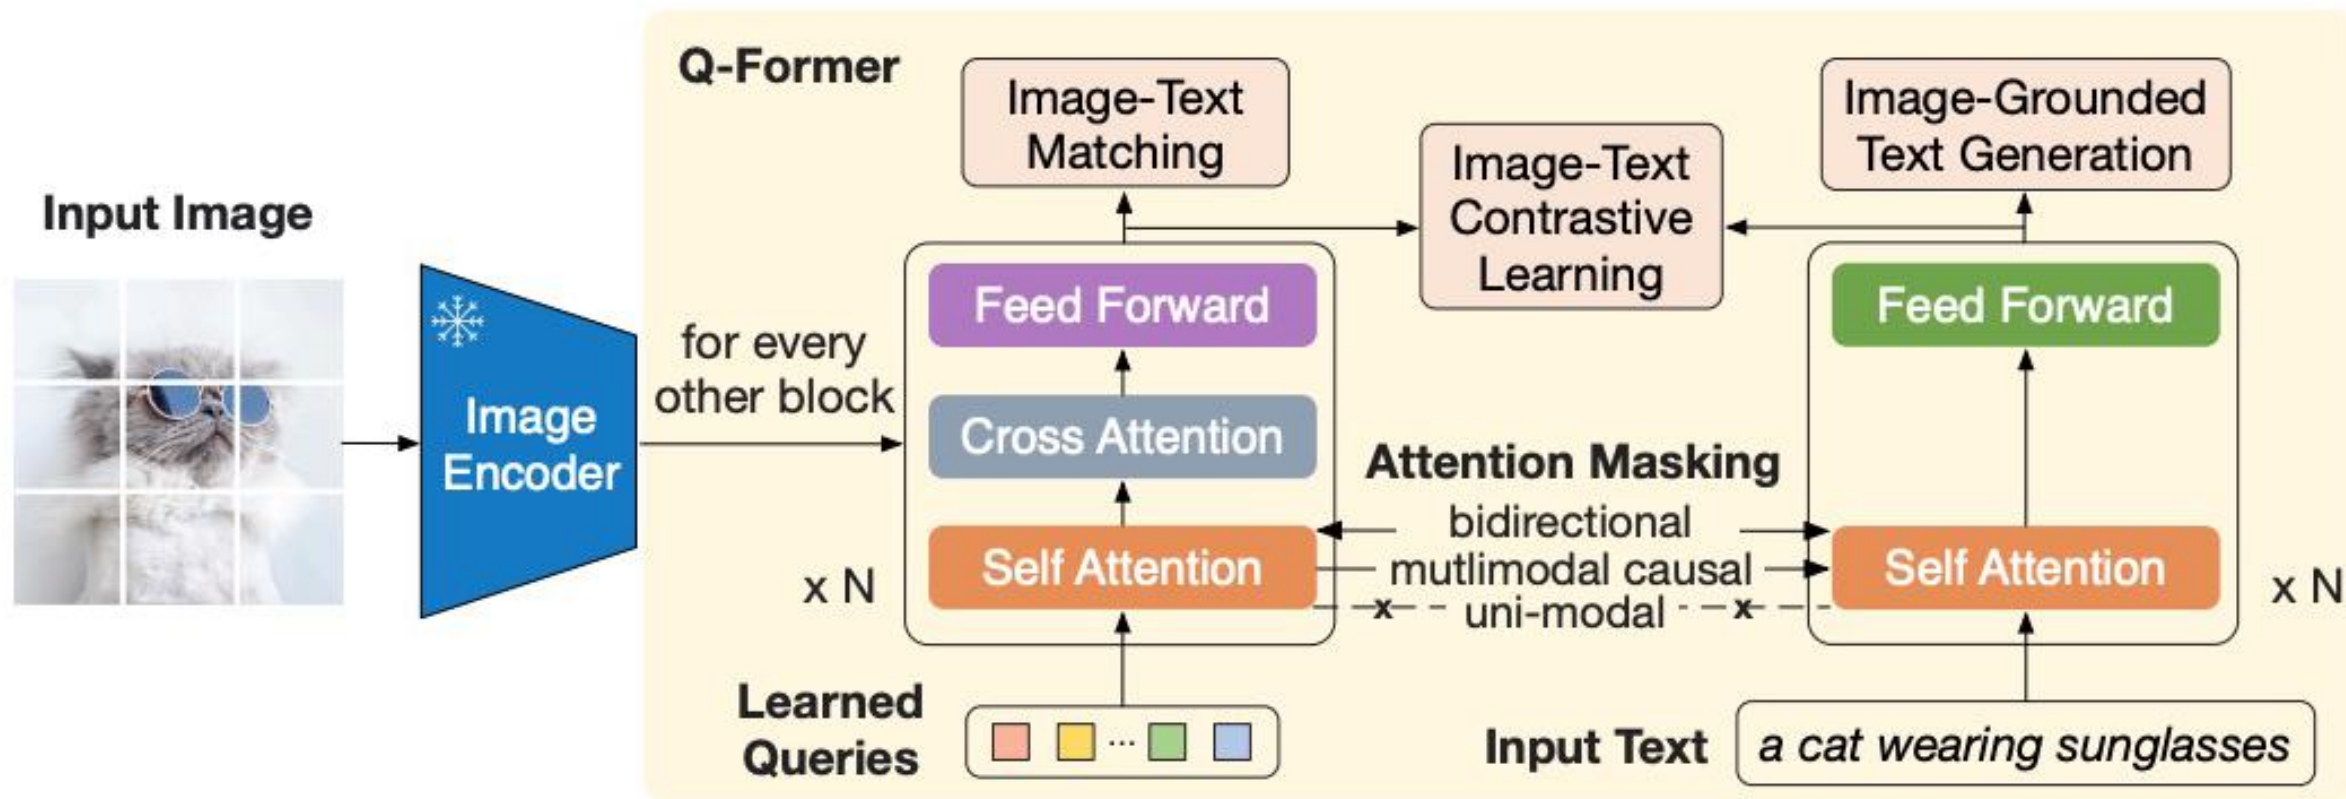 Q-Former
Image-Text
Matching
Image-Grounded
Text Generation
Image-Text
Contrastive
Learning
Input Image
Feed Forward
Feed Forward
for every
other block
Image
Encoder
Cross Attention
Attention Masking
bidirectional
Self Attention
mutlimodal causal
Self Attention
x N
x N
x
uni-modal
x
Learned
Queries
...
Input Text
a cat wearing sunglasses